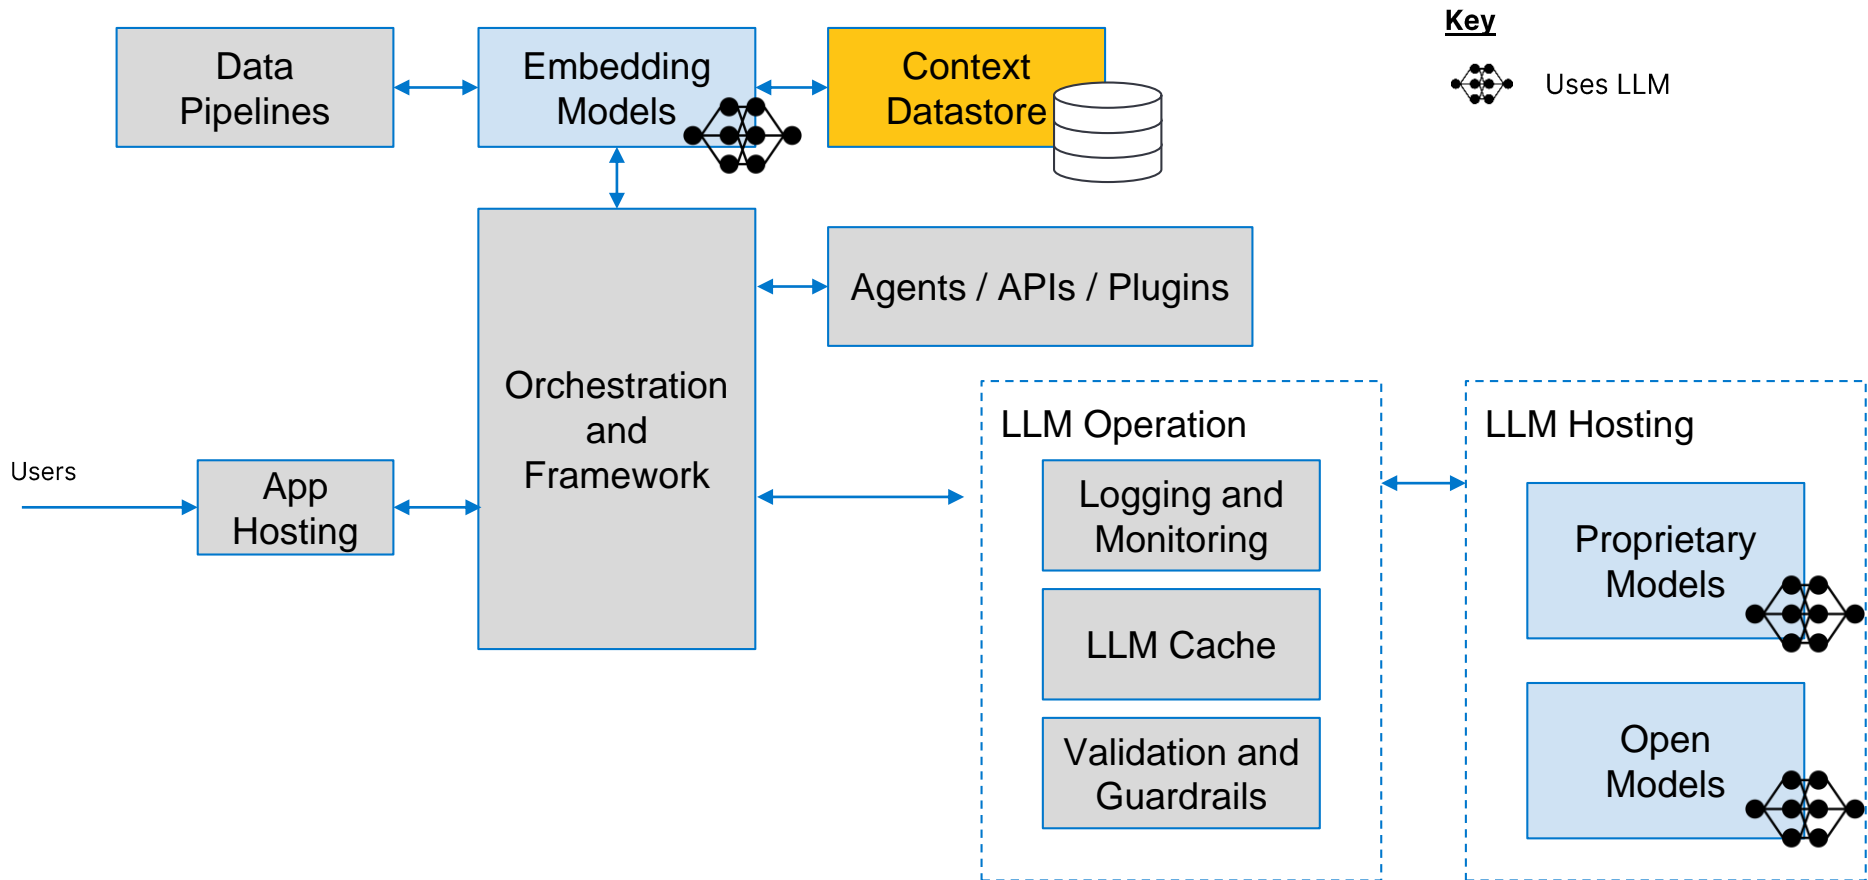 Key
Uses LLM
Data
Pipelines
Embedding
Models
Context
Datastore
Agents / APIs / Plugins
Orchestration
and
Framework
Users
App
Hosting
LLM Operation
Logging and
Monitoring
LLM Cache
Validation and
Guardrails
LLM Hosting
Proprietary
Models
Open
Models